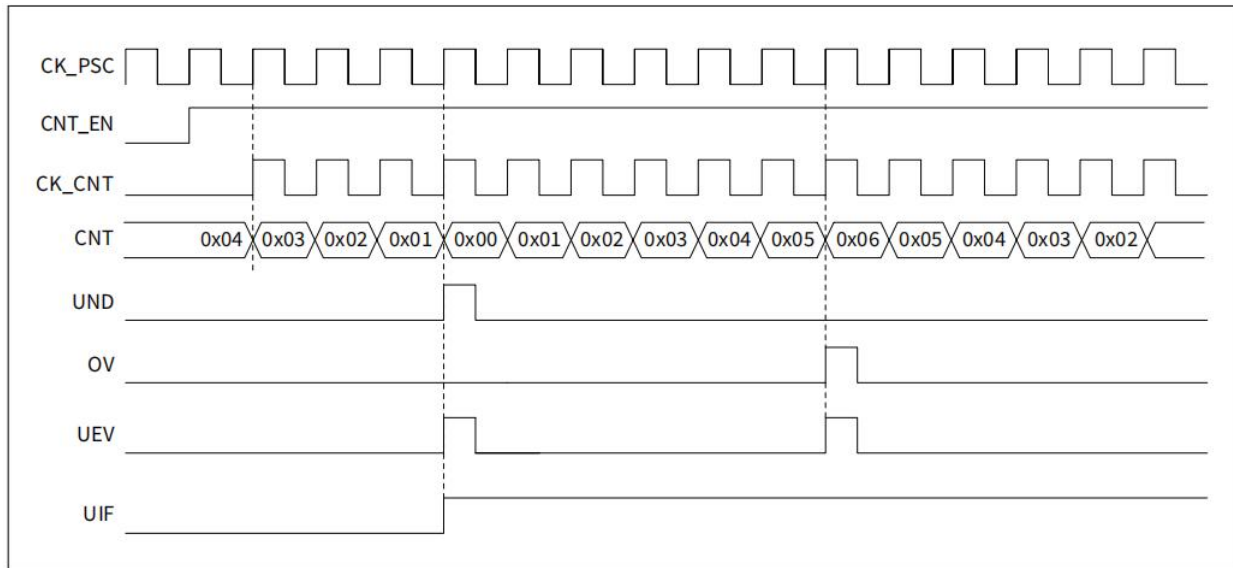 CK_PSC
CNT_EN
CK_CNT
CNT 0x04 0x03 0x02 0x01 0x00 0x01 0x02 0x03 0x04 0x05 0x06 0x05 0x04 0x03 0x02
UND
OV
UEV
UIF